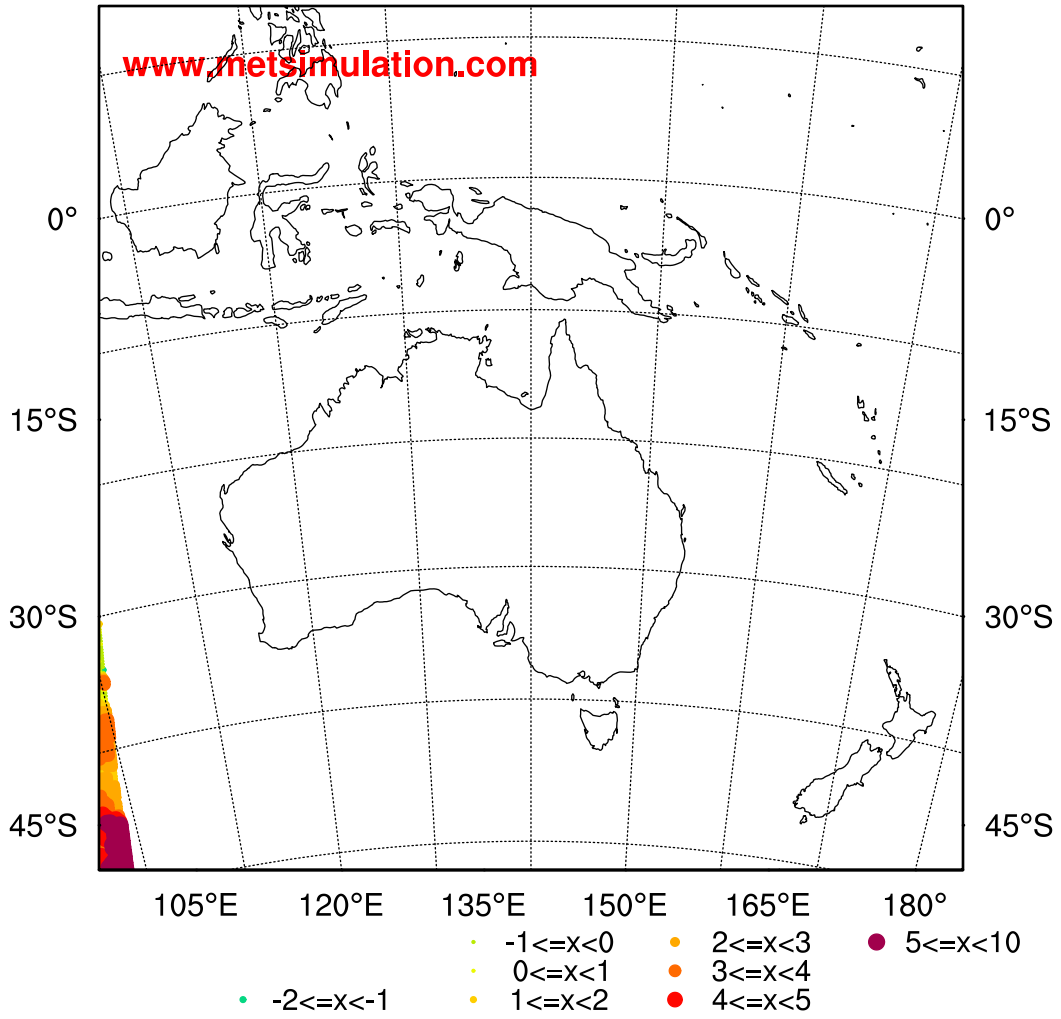 www.metsimulation.com
0° 0°
15°S 15°S
30°S 30°S
45°S 45°S
105°E 120°E 135°E 150°E 165°E 180°
-1<=x<0 2<=x<3 5<=x<10
0<=x<1 3<=x<4
-2<=x<-1 1<=x<2 4<=x<5